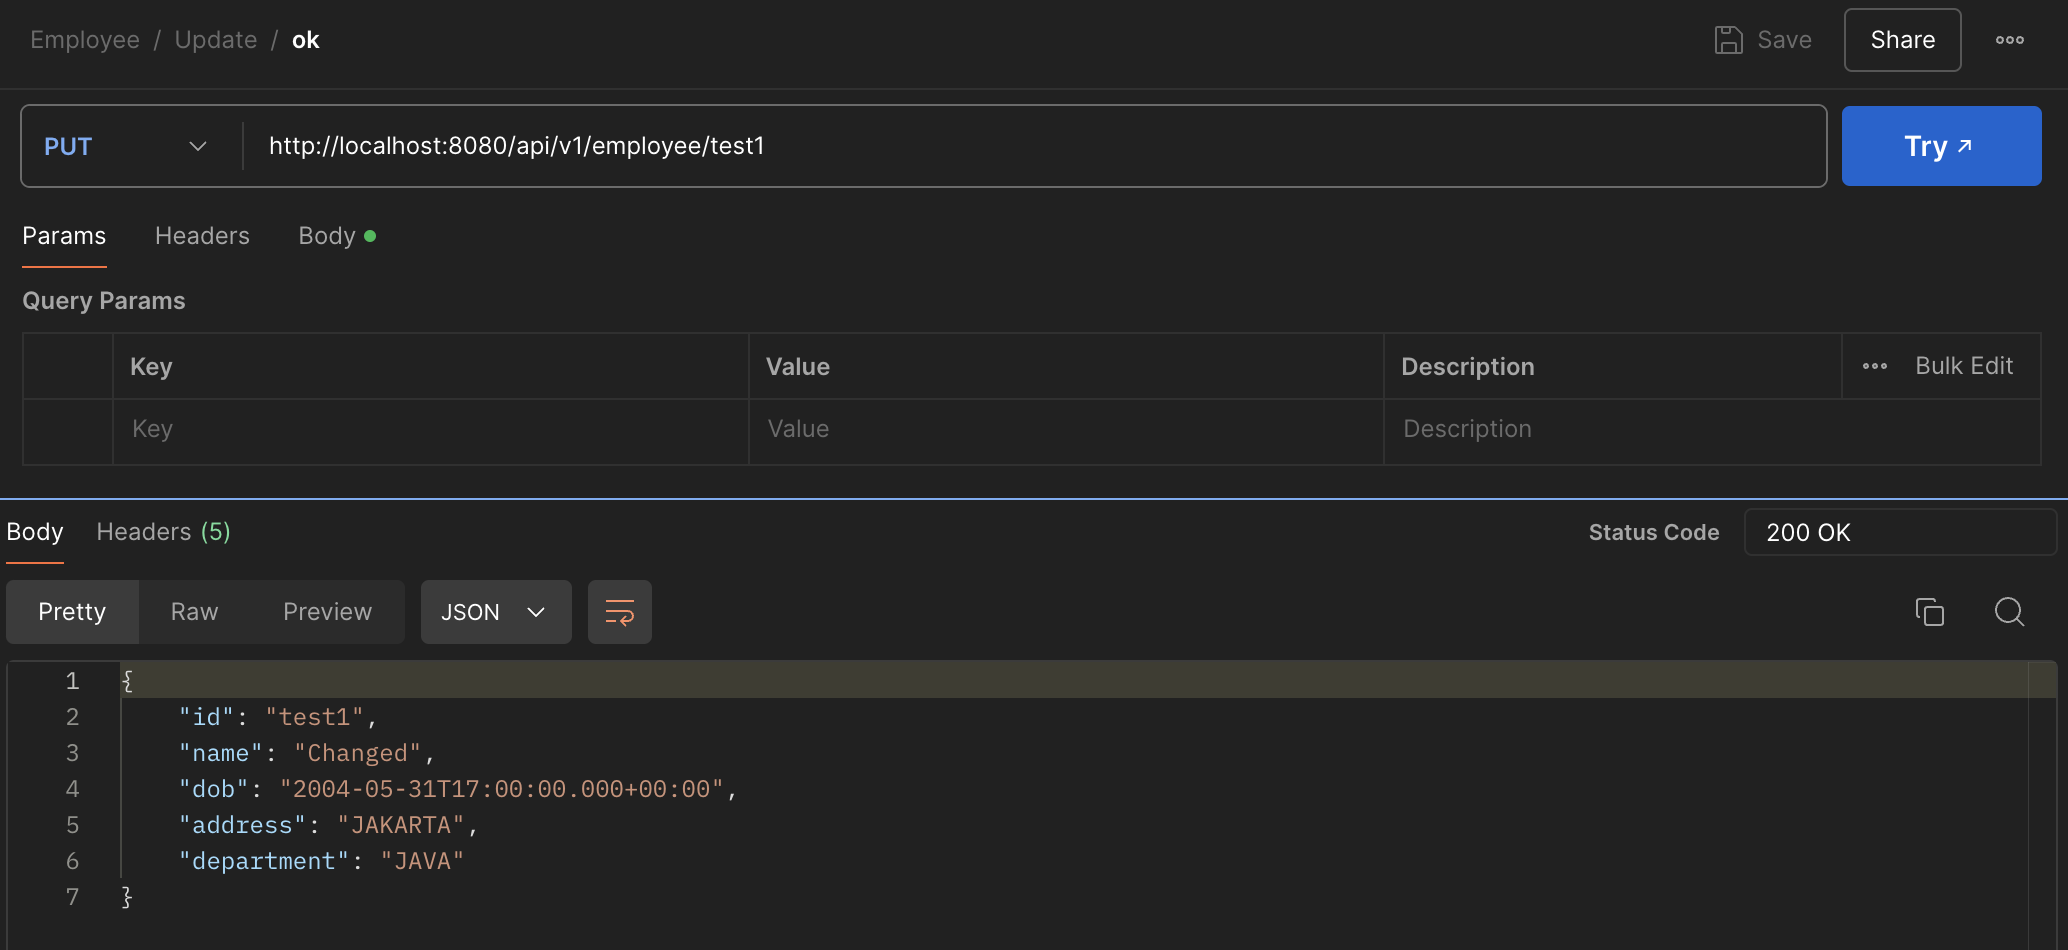 Employee / Update / ok
Save
Share
PUT
http://localhost:8080/api/v1/employee/test1
Try
Params Headers Body
Query Params
Key Value Description Bulk Edit
Key Value Description
Body Headers (5)
Status Code 200 OK
Pretty Raw Preview JSON
1 {
2 "id": "test1",
3 "name": "Changed",
4 "dob": "2004-05-31T17:00:00.000+00:00",
5 "address": "JAKARTA",
6 "department": "JAVA"
7 }